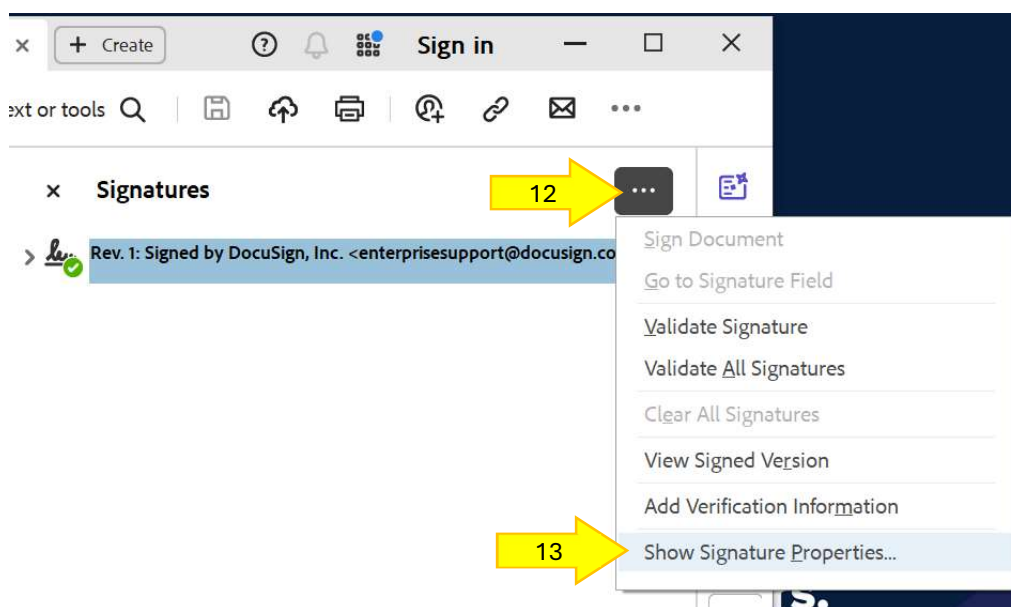 + Create
Sign in
ext or tools
Signatures
12
Rev. 1: Signed by DocuSign, Inc. <enterprisesupport@docusign.co
Sign Document
Go to Signature Field
Validate Signature
Validate All Signatures
Clear All Signatures
View Signed Version
Add Verification Information
13
Show Signature Properties...
s.